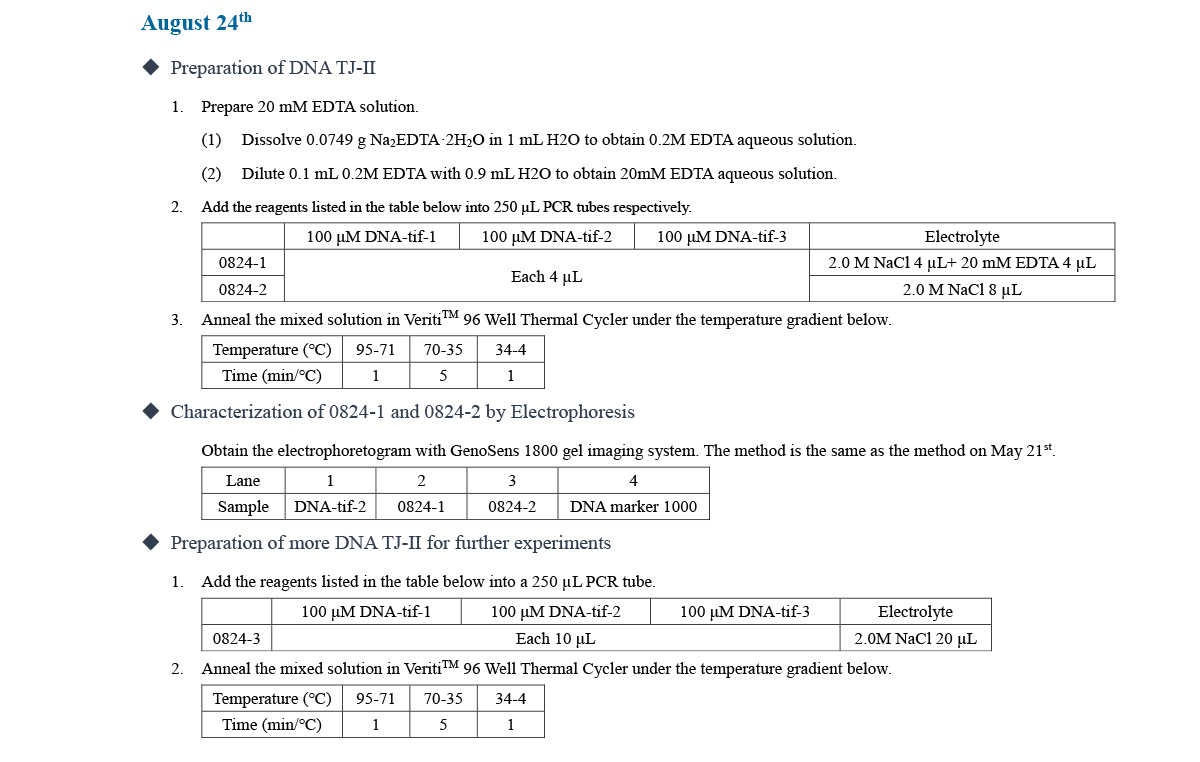 August 24th
◆ Preparation of DNA TJ-II
1. Prepare 20 mM EDTA solution.
(1) Dissolve 0.0749 g Na₂EDTA·2H₂O in 1 mL H2O to obtain 0.2M EDTA aqueous solution.
(2) Dilute 0.1 mL 0.2M EDTA with 0.9 mL H2O to obtain 20mM EDTA aqueous solution.
2. Add the reagents listed in the table below into 250 μL PCR tubes respectively.
100 μM DNA-tif-1 100 μM DNA-tif-2 100 μM DNA-tif-3 Electrolyte
0824-1 2.0 M NaCl 4 μL+ 20 mM EDTA 4 μL
Each 4 μL
0824-2 2.0 M NaCl 8 μL
3. Anneal the mixed solution in Veriti™ 96 Well Thermal Cycler under the temperature gradient below.
Temperature (°C) 95-71 70-35 34-4
Time (min/°C) 1 5 1
◆ Characterization of 0824-1 and 0824-2 by Electrophoresis
Obtain the electrophoretogram with GenoSens 1800 gel imaging system. The method is the same as the method on May 21st.
Lane 1 2 3 4
Sample DNA-tif-2 0824-1 0824-2 DNA marker 1000
◆ Preparation of more DNA TJ-II for further experiments
1. Add the reagents listed in the table below into a 250 μL PCR tube.
100 μM DNA-tif-1 100 μM DNA-tif-2 100 μM DNA-tif-3 Electrolyte
0824-3 Each 10 μL 2.0M NaCl 20 μL
2. Anneal the mixed solution in Veriti™ 96 Well Thermal Cycler under the temperature gradient below.
Temperature (°C) 95-71 70-35 34-4
Time (min/°C) 1 5 1